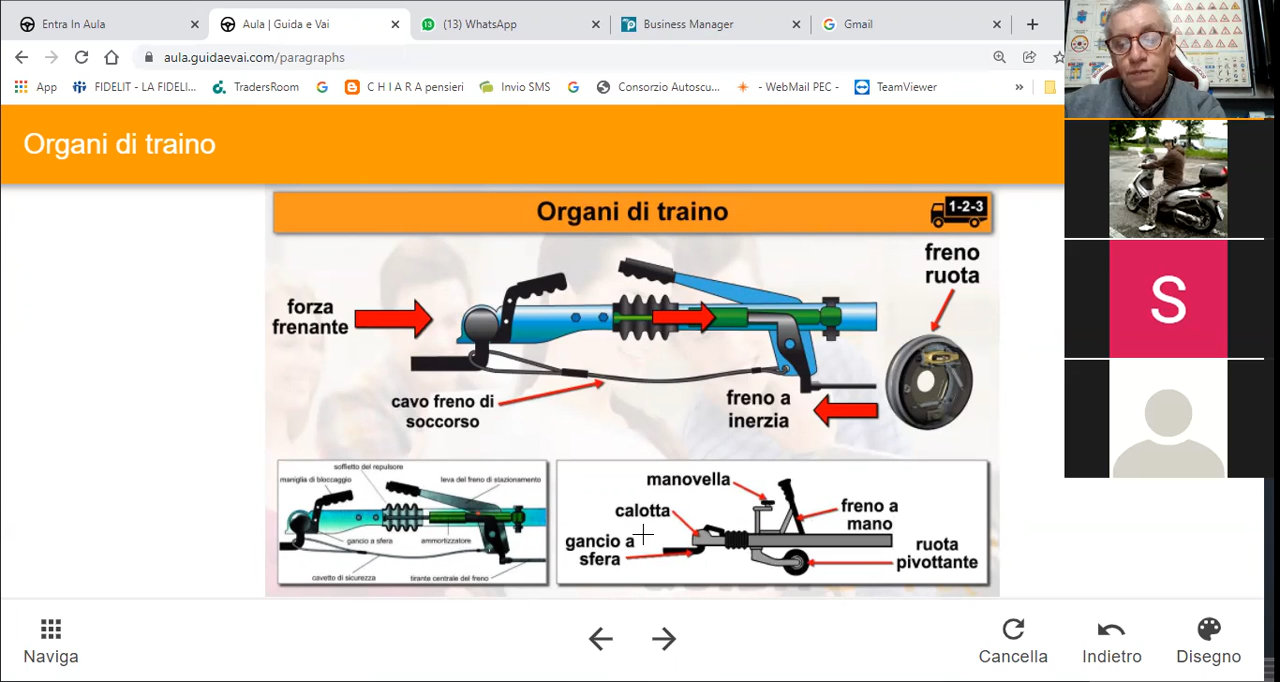 Entra In Aula
Aula | Guida e Vai
(13) WhatsApp
Business Manager
Gmail
aula.guidaevai.com/paragraphs
App
FIDELIT - LA FIDELI...
TradersRoom
C H I A R A pensieri
Invio SMS
Consorzio Autoscu...
- WebMail PEC -
TeamViewer
»
Organi di traino
Organi di traino
1-2-3
forza
frenante
freno
ruota
cavo freno di
soccorso
freno a
inerzia
soffietto del repulsore
maniglia di bloccaggio
leva del freno di stazionamento
gancio a sfera
ammortizzatore
cavetto di sicurezza
tirante centrale del freno
manovella
calotta
gancio a
sfera
freno a
mano
ruota
pivottante
S
Naviga
Cancella
Indietro
Disegno